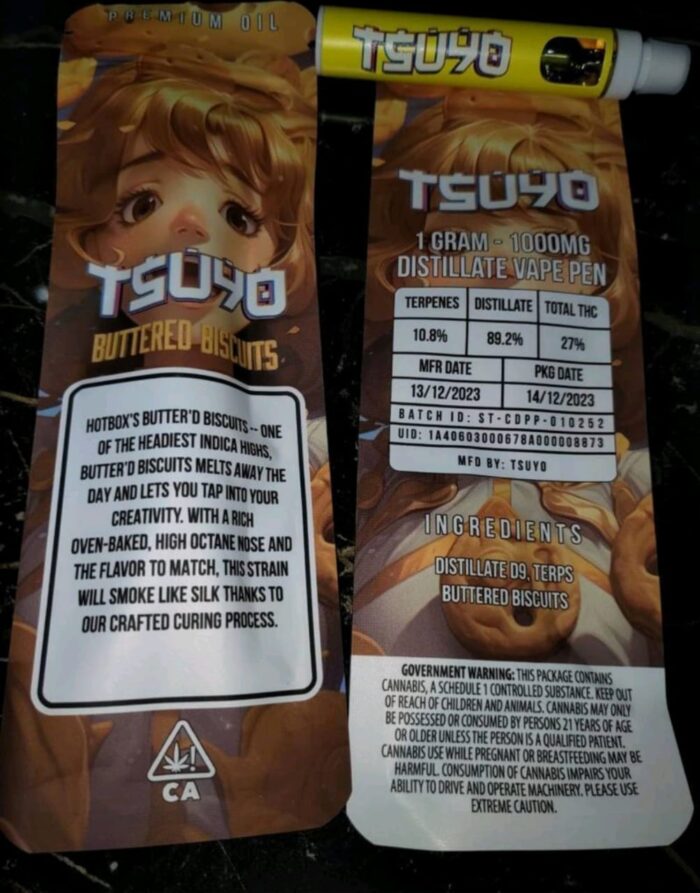 PREMIUM OIL
TSUYO
BUTTERED BISCUITS
HOTBOX'S BUTTER'D BISCUITS -- ONE
OF THE HEADIEST INDICA HIGHS,
BUTTER'D BISCUITS MELTS AWAY THE
DAY AND LETS YOU TAP INTO YOUR
CREATIVITY. WITH A RICH
OVEN-BAKED, HIGH OCTANE NOSE AND
THE FLAVOR TO MATCH, THIS STRAIN
WILL SMOKE LIKE SILK THANKS TO
OUR CRAFTED CURING PROCESS.
CA
TSUYO
TSUYO
1 GRAM - 1000MG
DISTILLATE VAPE PEN
TERPENES DISTILLATE TOTAL THC
10.8% 89.2% 27%
MFR DATE PKG DATE
13/12/2023 14/12/2023
BATCH ID: ST-CDPP-010252
UID: 1A40603000678A000008873
MFD BY: TSUYO
INGREDIENTS
DISTILLATE D9, TERPS
BUTTERED BISCUITS
GOVERNMENT WARNING: THIS PACKAGE CONTAINS
CANNABIS, A SCHEDULE 1 CONTROLLED SUBSTANCE. KEEP OUT
OF REACH OF CHILDREN AND ANIMALS. CANNABIS MAY ONLY
BE POSSESSED OR CONSUMED BY PERSONS 21 YEARS OF AGE
OR OLDER UNLESS THE PERSON IS A QUALIFIED PATIENT.
CANNABIS USE WHILE PREGNANT OR BREASTFEEDING MAY BE
HARMFUL. CONSUMPTION OF CANNABIS IMPAIRS YOUR
ABILITY TO DRIVE AND OPERATE MACHINERY. PLEASE USE
EXTREME CAUTION.